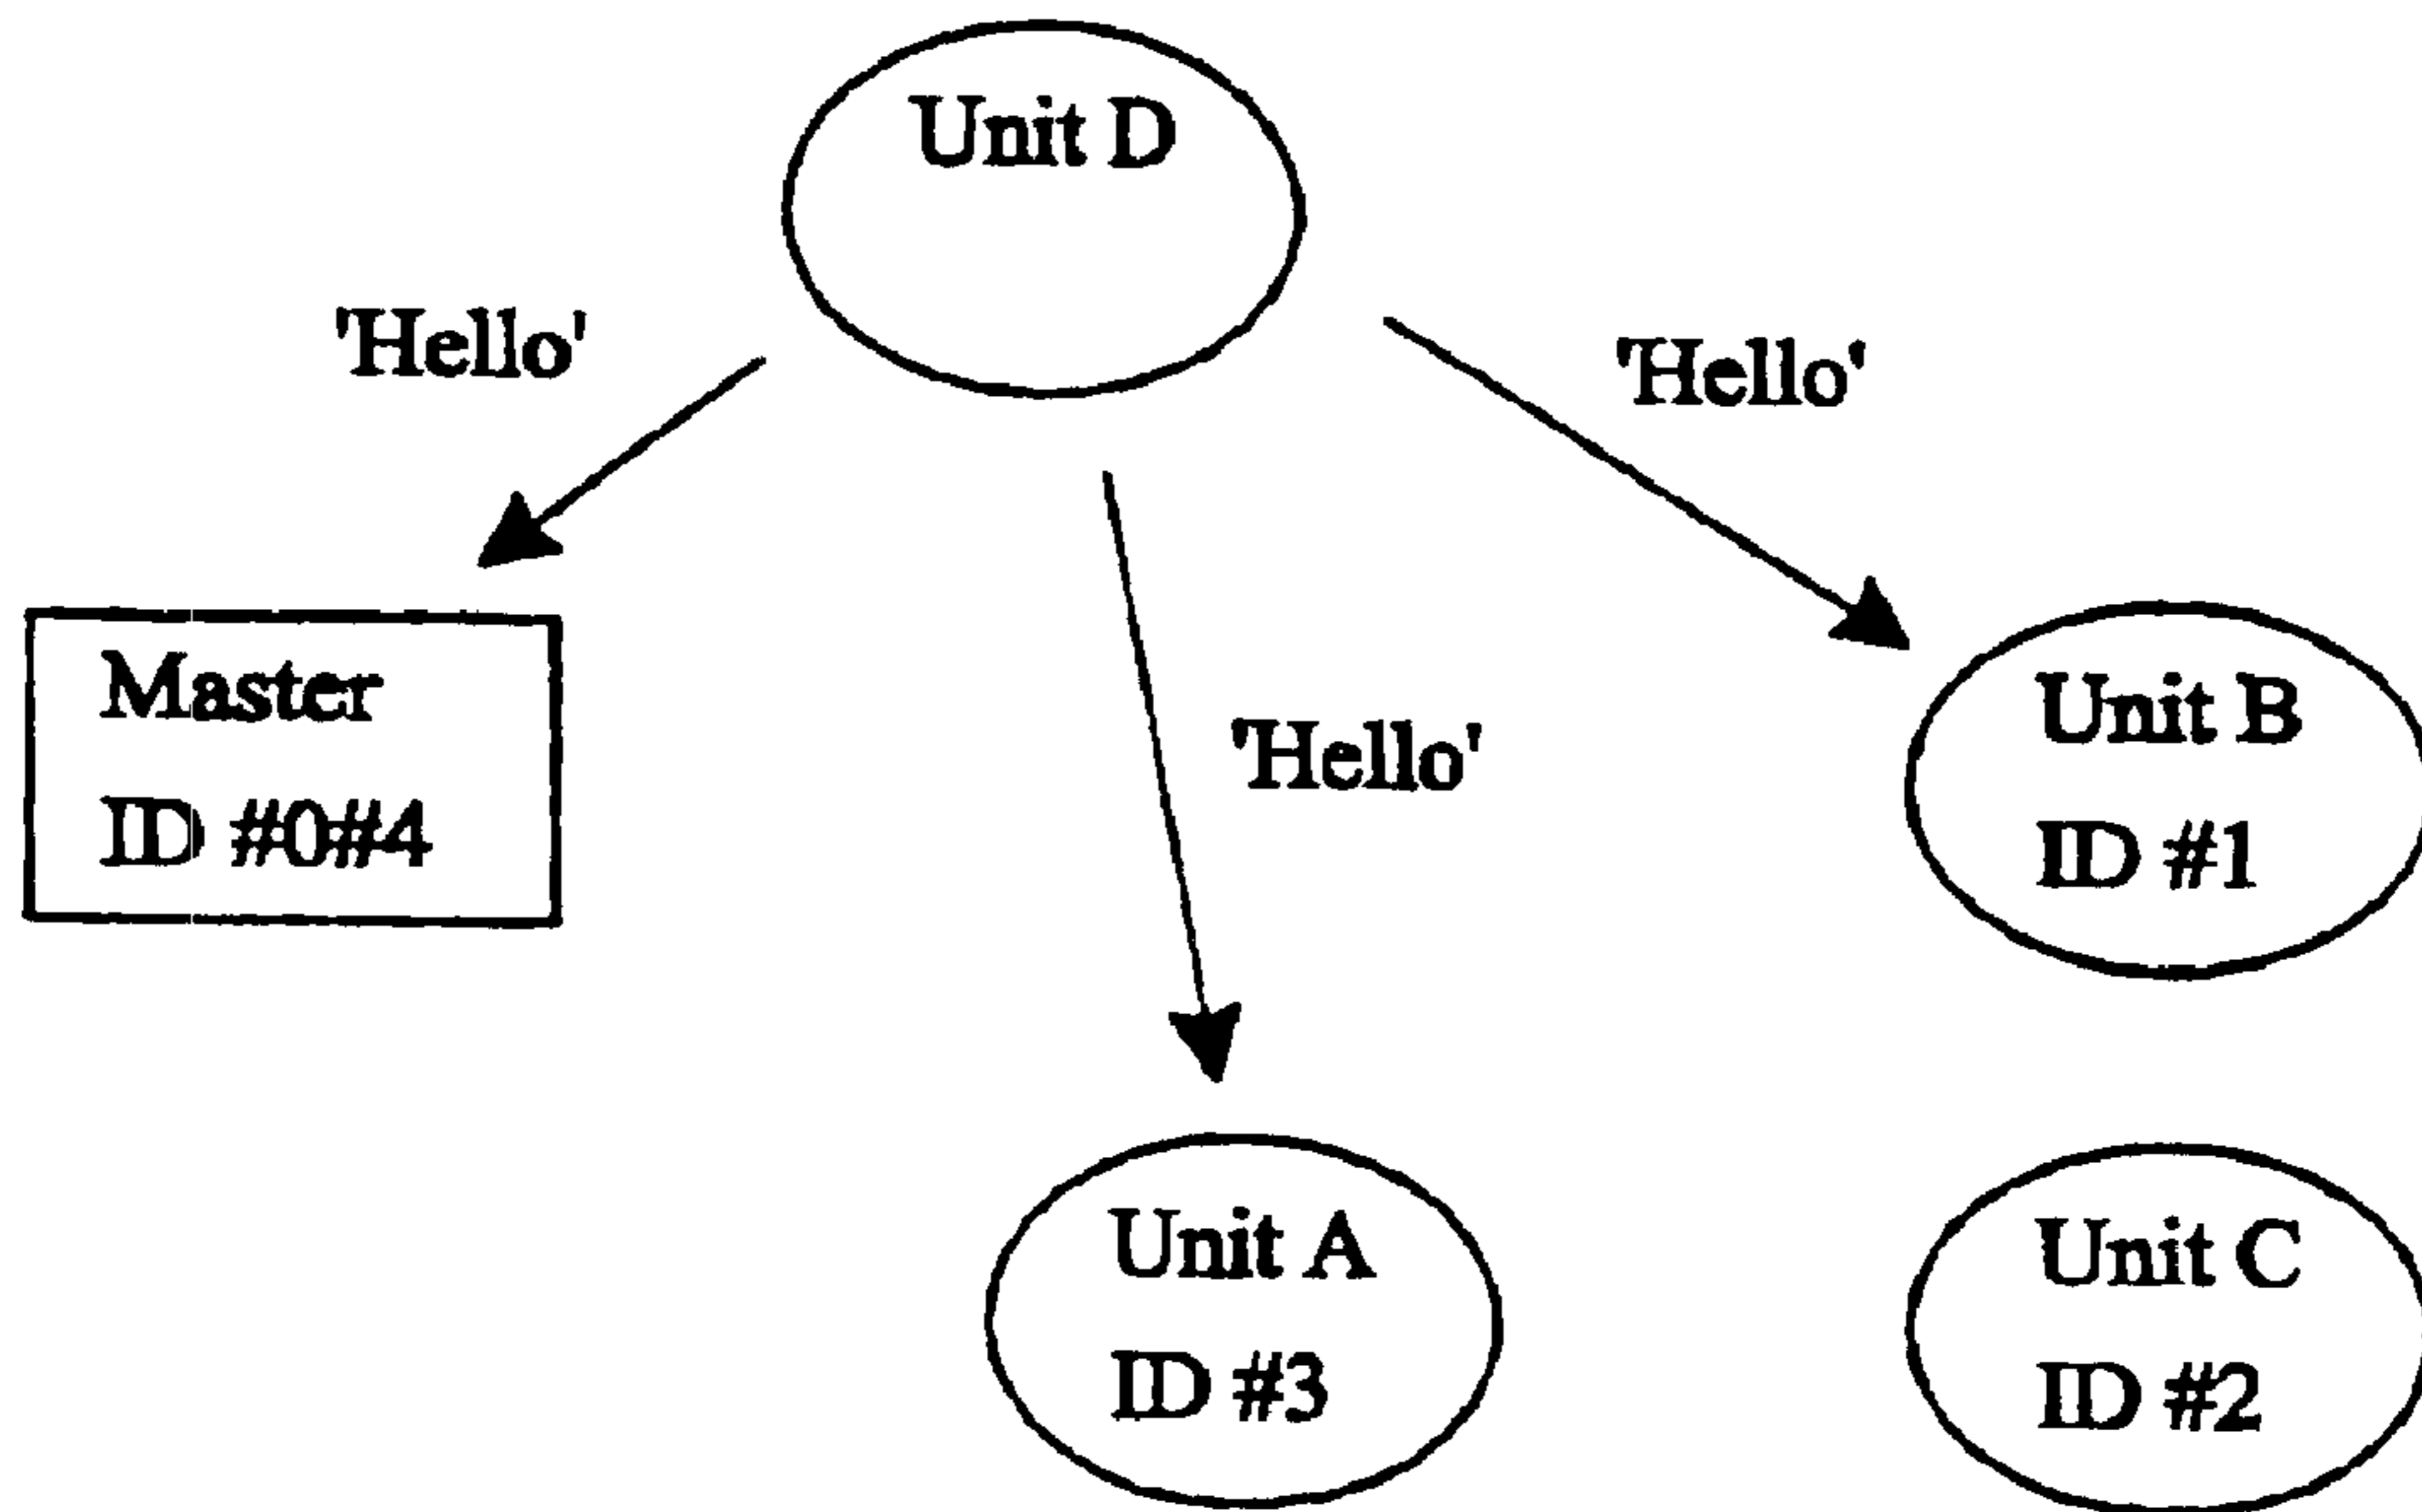 Unit D
'Hello'
'Hello'
Master
ID #0#4
'Hello'
Unit B
ID #1
Unit A
ID #3
Unit C
ID #2